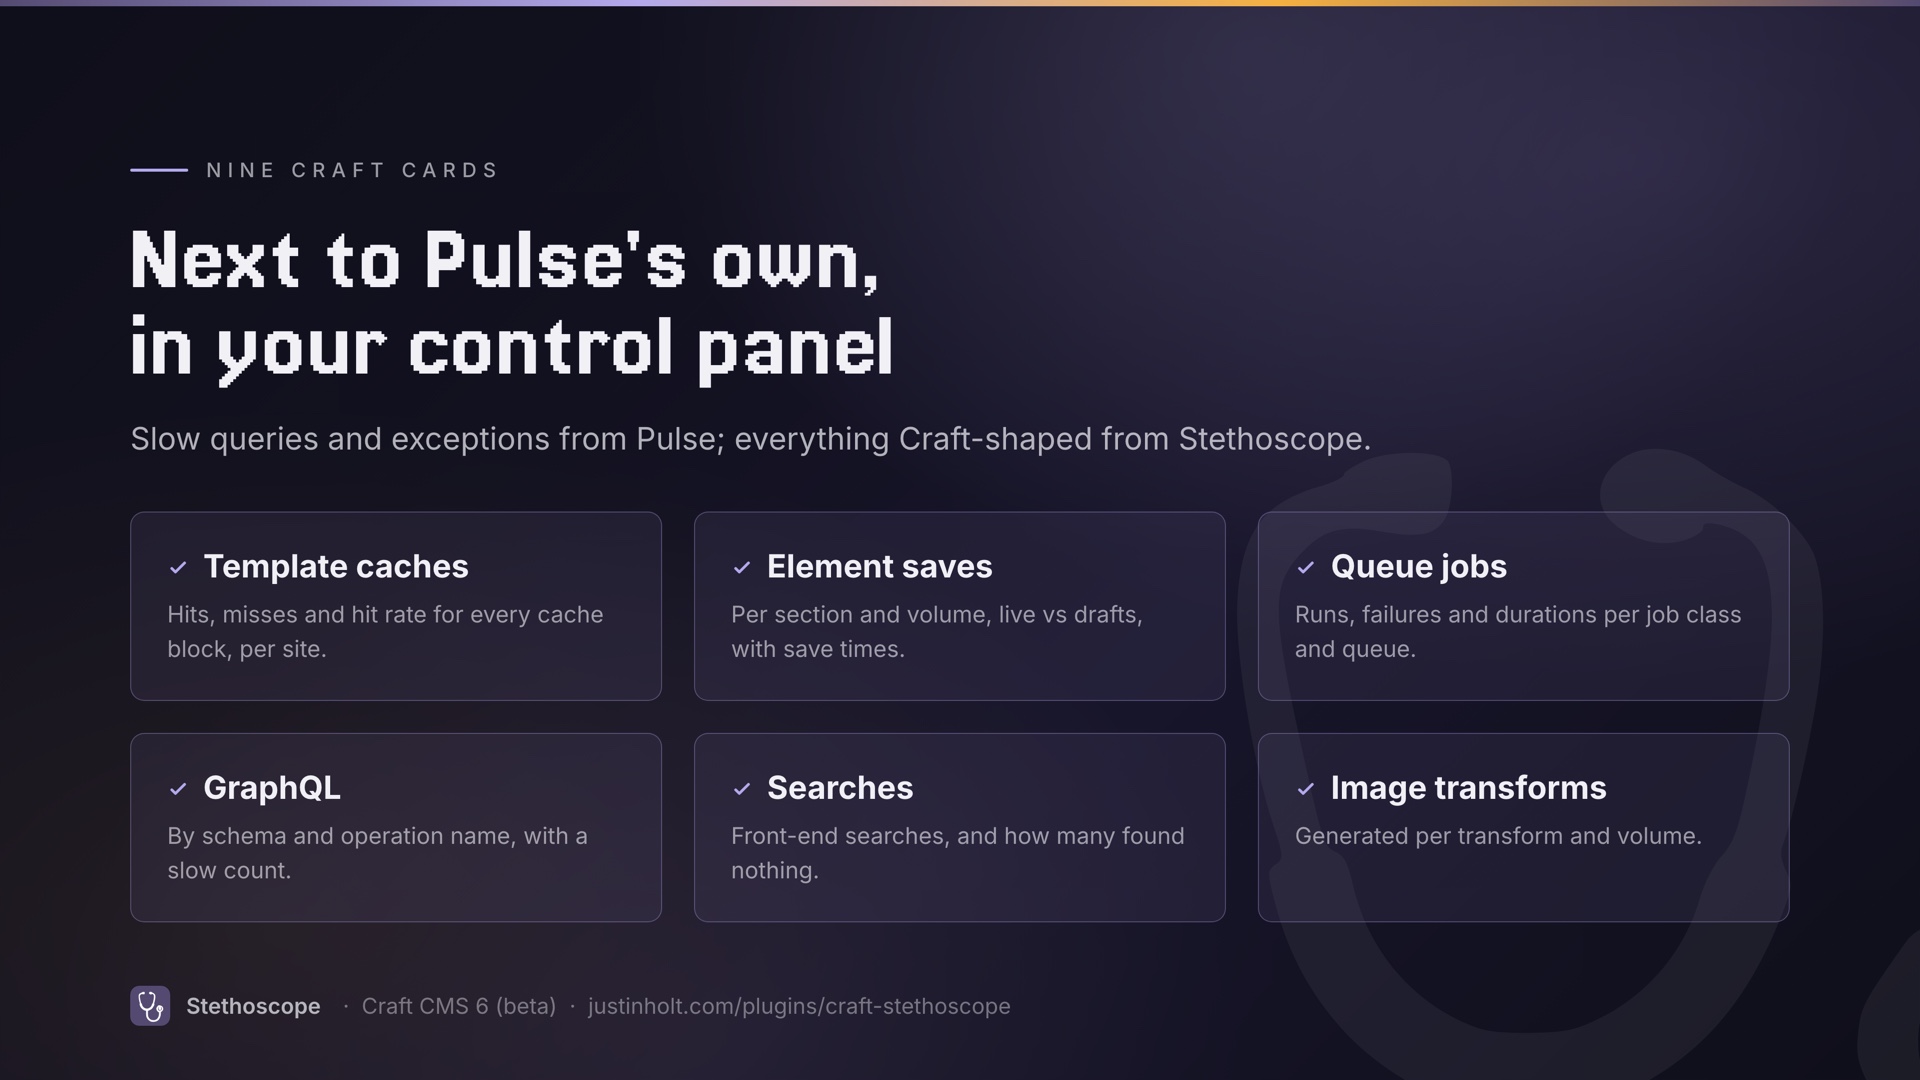 NINE CRAFT CARDS
Next to Pulse's own,
in your control panel
Slow queries and exceptions from Pulse; everything Craft-shaped from Stethoscope.
Template caches
Hits, misses and hit rate for every cache
block, per site.
Element saves
Per section and volume, live vs drafts,
with save times.
Queue jobs
Runs, failures and durations per job class
and queue.
GraphQL
By schema and operation name, with a
slow count.
Searches
Front-end searches, and how many found
nothing.
Image transforms
Generated per transform and volume.
Stethoscope · Craft CMS 6 (beta) · justinholt.com/plugins/craft-stethoscope